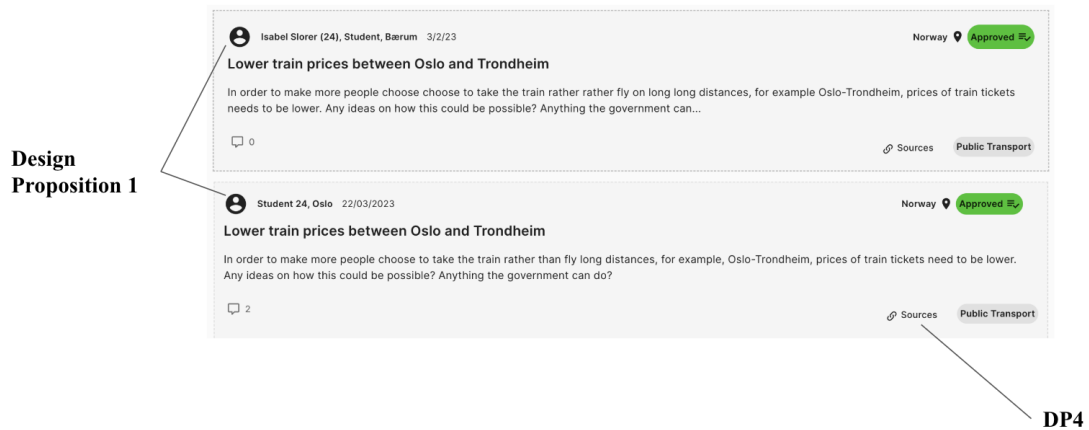 Isabel Slorer (24), Student, Bærum 3/2/23 Norway Approved
Lower train prices between Oslo and Trondheim
In order to make more people choose choose to take the train rather rather fly on long long distances, for example Oslo-Trondheim, prices of train tickets
needs to be lower. Any ideas on how this could be possible? Anything the government can...
0
Sources Public Transport
Design
Proposition 1
Student 24, Oslo 22/03/2023 Norway Approved
Lower train prices between Oslo and Trondheim
In order to make more people choose to take the train rather than fly long distances, for example, Oslo-Trondheim, prices of train tickets need to be lower.
Any ideas on how this could be possible? Anything the government can do?
2
Sources Public Transport
DP4